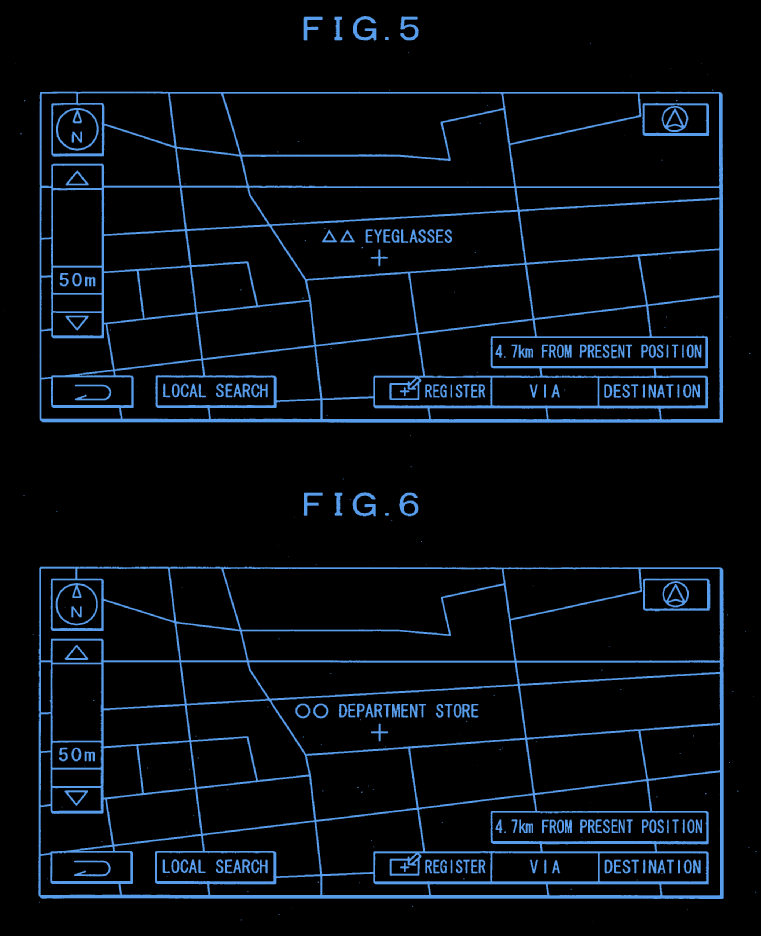 FIG.5
N
△△ EYEGLASSES
50m
4.7km FROM PRESENT POSITION
LOCAL SEARCH
REGISTER
VIA
DESTINATION
FIG.6
N
○○ DEPARTMENT STORE
50m
4.7km FROM PRESENT POSITION
LOCAL SEARCH
REGISTER
VIA
DESTINATION